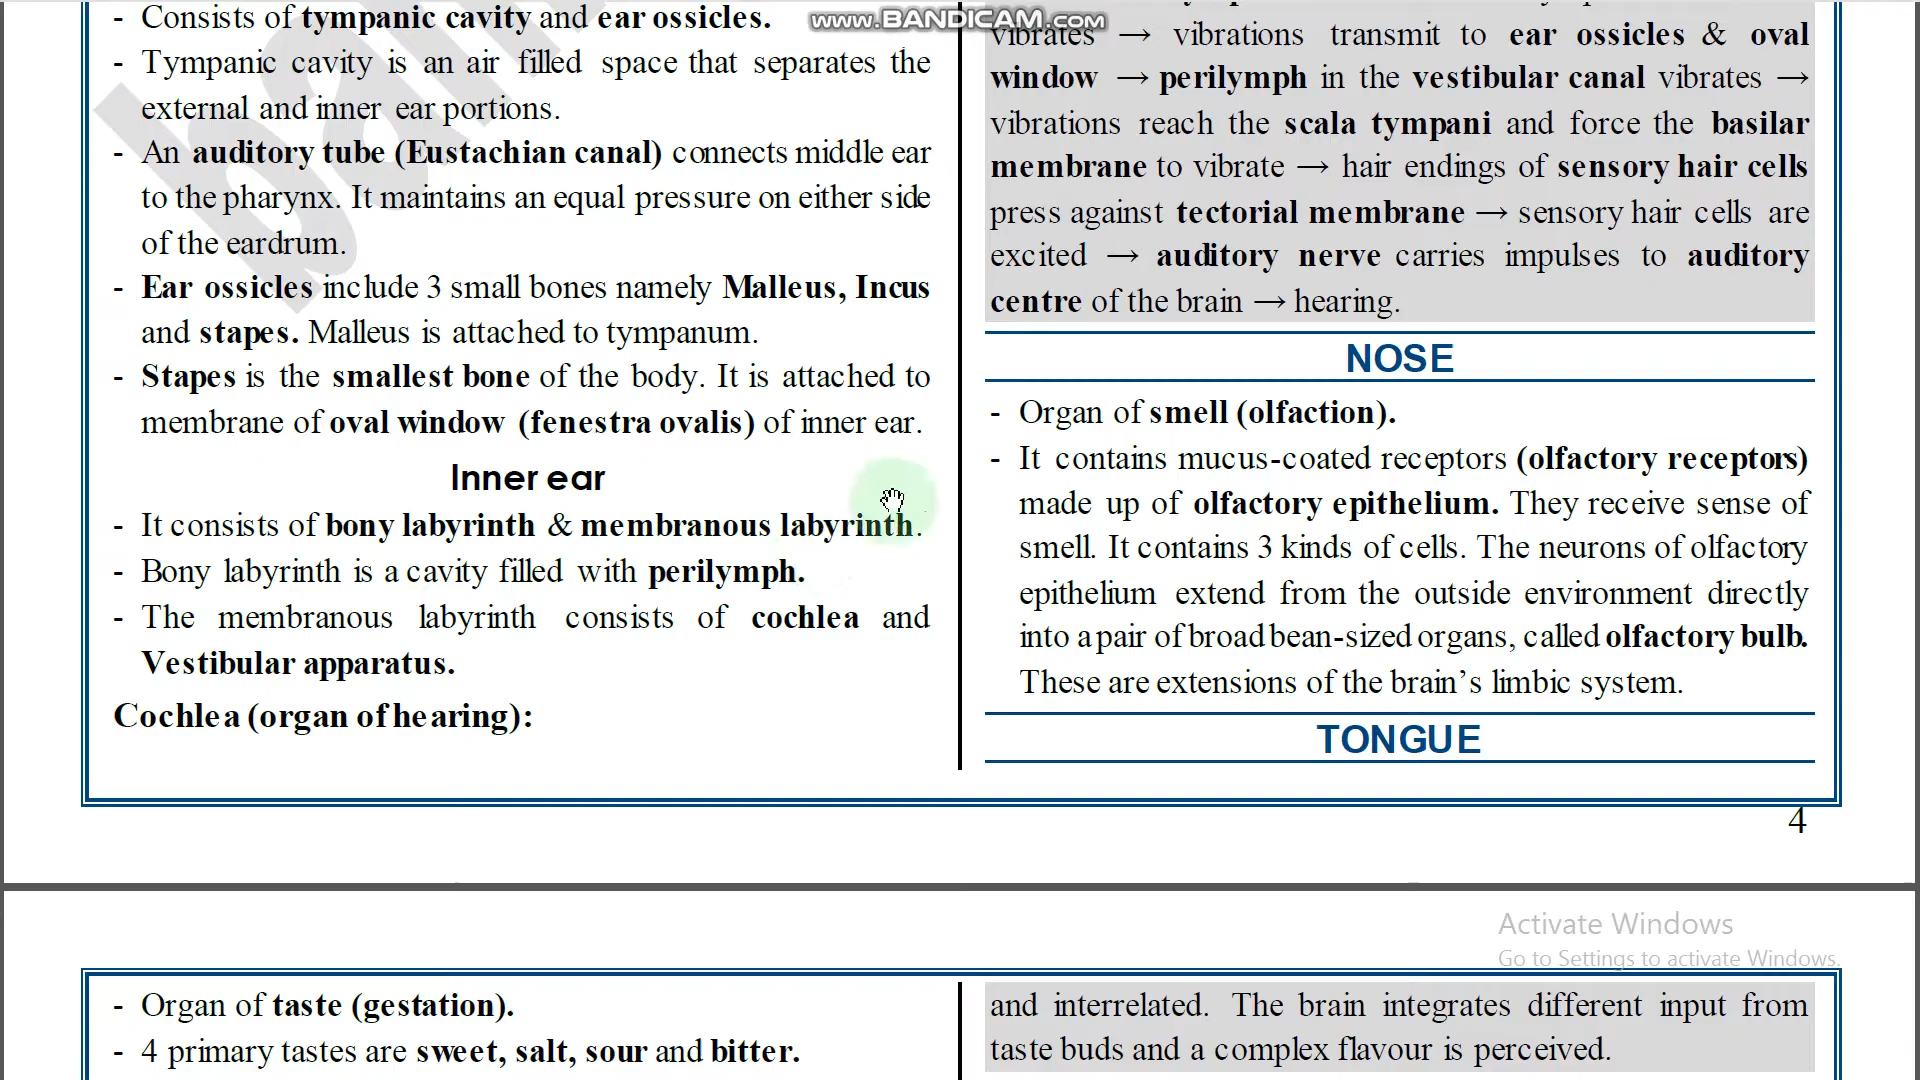 www.BANDICAM.com
- Consists of tympanic cavity and ear ossicles.
- Tympanic cavity is an air filled space that separates the
external and inner ear portions.
- An auditory tube (Eustachian canal) connects middle ear
to the pharynx. It maintains an equal pressure on either side
of the eardrum.
- Ear ossicles include 3 small bones namely Malleus, Incus
and stapes. Malleus is attached to tympanum.
- Stapes is the smallest bone of the body. It is attached to
membrane of oval window (fenestra ovalis) of inner ear.
Inner ear
- It consists of bony labyrinth & membranous labyrinth.
- Bony labyrinth is a cavity filled with perilymph.
- The membranous labyrinth consists of cochlea and
Vestibular apparatus.
Cochlea (organ of hearing):
vibrates → vibrations transmit to ear ossicles & oval
window → perilymph in the vestibular canal vibrates →
vibrations reach the scala tympani and force the basilar
membrane to vibrate → hair endings of sensory hair cells
press against tectorial membrane → sensory hair cells are
excited → auditory nerve carries impulses to auditory
centre of the brain → hearing.
NOSE
- Organ of smell (olfaction).
- It contains mucus-coated receptors (olfactory receptors)
made up of olfactory epithelium. They receive sense of
smell. It contains 3 kinds of cells. The neurons of olfactory
epithelium extend from the outside environment directly
into a pair of broad bean-sized organs, called olfactory bulb.
These are extensions of the brain’s limbic system.
TONGUE
4
Activate Windows
Go to Settings to activate Windows.
- Organ of taste (gestation).
- 4 primary tastes are sweet, salt, sour and bitter.
and interrelated. The brain integrates different input from
taste buds and a complex flavour is perceived.